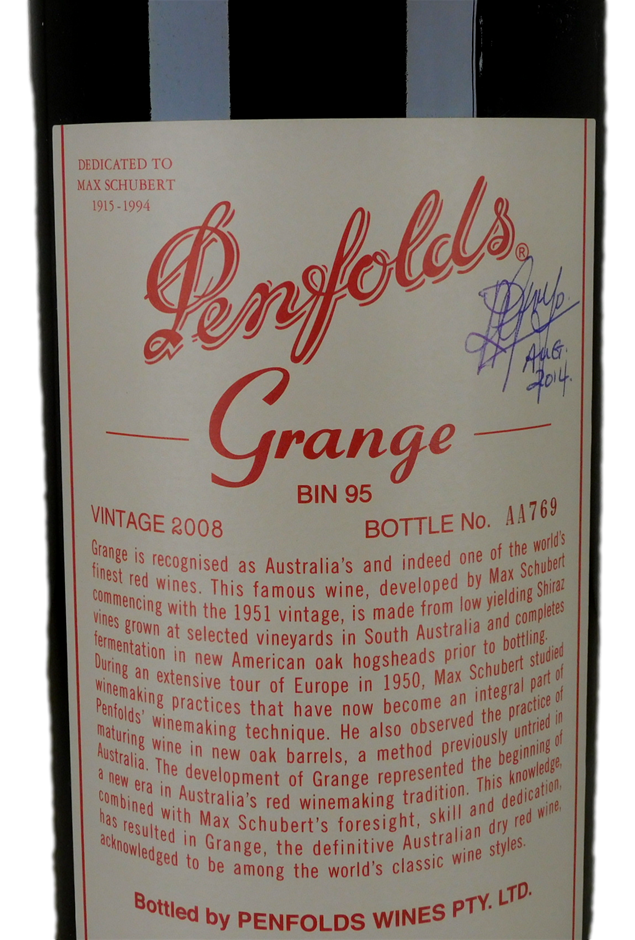 DEDICATED TO
MAX SCHUBERT
1915-1994
Penfolds®
AUG.
2014.
Grange
BIN 95
VINTAGE 2008
BOTTLE No. AA769
Grange is recognised as Australia's and indeed one of the world's
finest red wines. This famous wine, developed by Max Schubert
commencing with the 1951 vintage, is made from low yielding Shiraz
vines grown at selected vineyards in South Australia and completes
fermentation in new American oak hogsheads prior to bottling.
During an extensive tour of Europe in 1950, Max Schubert studied
winemaking practices that have now become an integral part of
Penfolds' winemaking technique. He also observed the practice of
maturing wine in new oak barrels, a method previously untried in
Australia. The development of Grange represented the beginning of
a new era in Australia's red winemaking tradition. This knowledge,
combined with Max Schubert's foresight, skill and dedication,
has resulted in Grange, the definitive Australian dry red wine,
acknowledged to be among the world's classic wine styles.
Bottled by PENFOLDS WINES PTY. LTD.